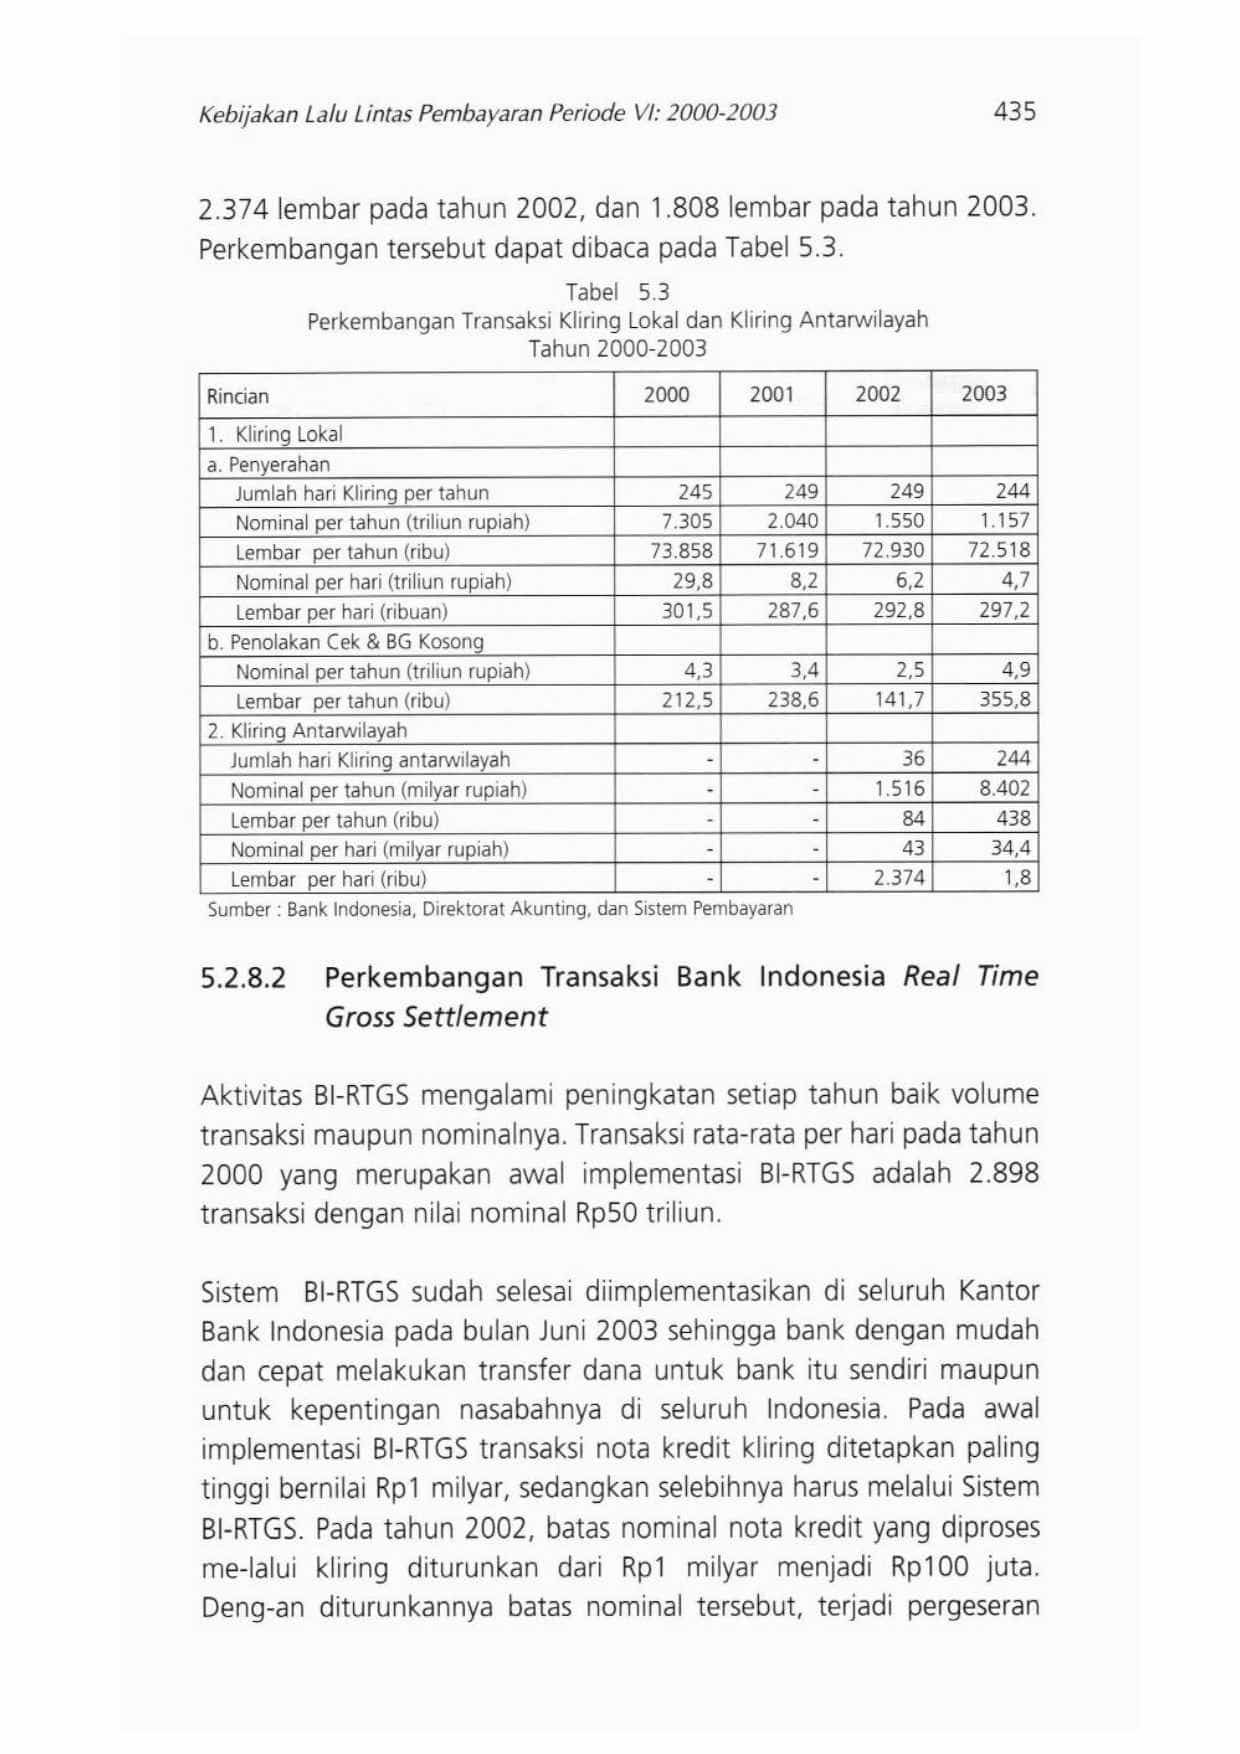 Kebijakan Lalu Lintas Pembayaran Periode VI: 2000-2003 435
2.374 lembar pada tahun 2002, dan 1.808 lembar pada tahun 2003.
Perkembangan tersebut dapat dibaca pada Tabel 5.3.
Tabel 5.3
Perkembangan Transaksi Kliring Lokal dan Kliring Antarwilayah
Tahun 2000-2003
Rincian 2000 2001 2002 2003
1. Kliring Lokal
a. Penyerahan
Jumlah hari Kliring per tahun 245 249 249 244
Nominal per tahun (triliun rupiah) 7.305 2.040 1.550 1.157
Lembar per tahun (ribu) 73.858 71.619 72.930 72.518
Nominal per hari (triliun rupiah) 29,8 8,2 6,2 4,7
Lembar per hari (ribuan) 301,5 287,6 292,8 297,2
b. Penolakan Cek & BG Kosong
Nominal per tahun (triliun rupiah) 4,3 3,4 2,5 4,9
Lembar per tahun (ribu) 212,5 238,6 141,7 355,8
2. Kliring Antarwilayah
Jumlah hari Kliring antarwilayah - - 36 244
Nominal per tahun (milyar rupiah) - - 1.516 8.402
Lembar per tahun (ribu) - - 84 438
Nominal per hari (milyar rupiah) - - 43 34,4
Lembar per hari (ribu) - - 2.374 1,8
Sumber : Bank Indonesia, Direktorat Akunting, dan Sistem Pembayaran
5.2.8.2 Perkembangan Transaksi Bank Indonesia Real Time
Gross Settlement
Aktivitas BI-RTGS mengalami peningkatan setiap tahun baik volume
transaksi maupun nominalnya. Transaksi rata-rata per hari pada tahun
2000 yang merupakan awal implementasi BI-RTGS adalah 2.898
transaksi dengan nilai nominal Rp50 triliun.
Sistem BI-RTGS sudah selesai diimplementasikan di seluruh Kantor
Bank Indonesia pada bulan Juni 2003 sehingga bank dengan mudah
dan cepat melakukan transfer dana untuk bank itu sendiri maupun
untuk kepentingan nasabahnya di seluruh Indonesia. Pada awal
implementasi BI-RTGS transaksi nota kredit kliring ditetapkan paling
tinggi bernilai Rp1 milyar, sedangkan selebihnya harus melalui Sistem
BI-RTGS. Pada tahun 2002, batas nominal nota kredit yang diproses
me-lalui kliring diturunkan dari Rp1 milyar menjadi Rp100 juta.
Deng-an diturunkannya batas nominal tersebut, terjadi pergeseran